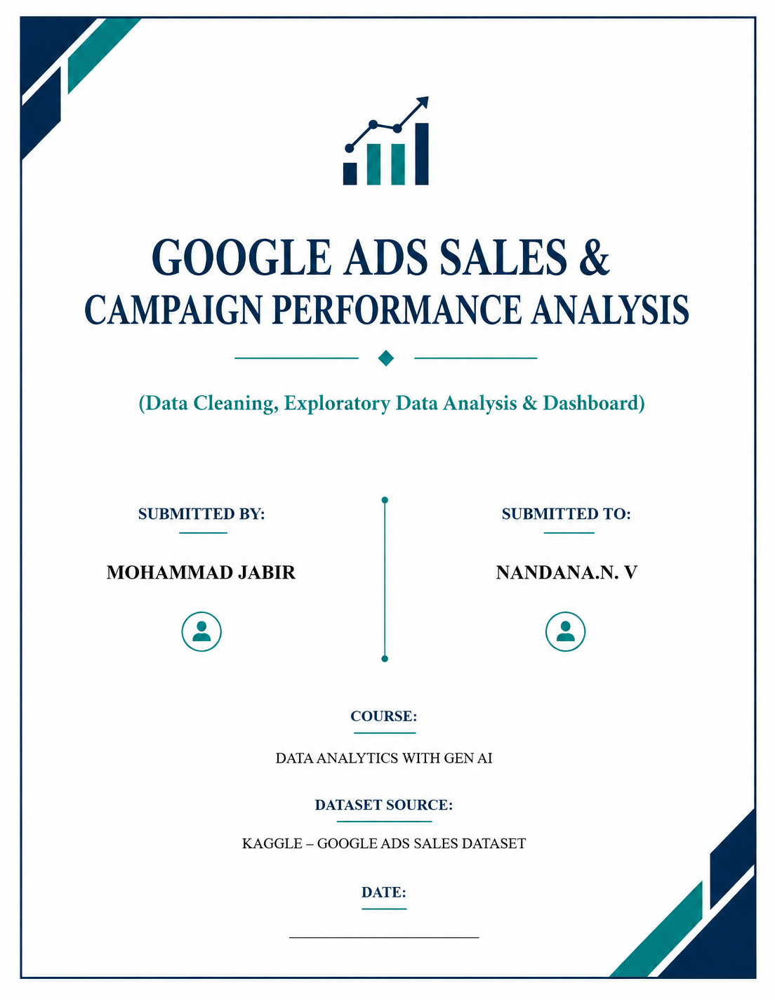 GOOGLE ADS SALES &
CAMPAIGN PERFORMANCE ANALYSIS
(Data Cleaning, Exploratory Data Analysis & Dashboard)
SUBMITTED BY:
MOHAMMAD JABIR
SUBMITTED TO:
NANDANA.N. V
COURSE:
DATA ANALYTICS WITH GEN AI
DATASET SOURCE:
KAGGLE – GOOGLE ADS SALES DATASET
DATE: